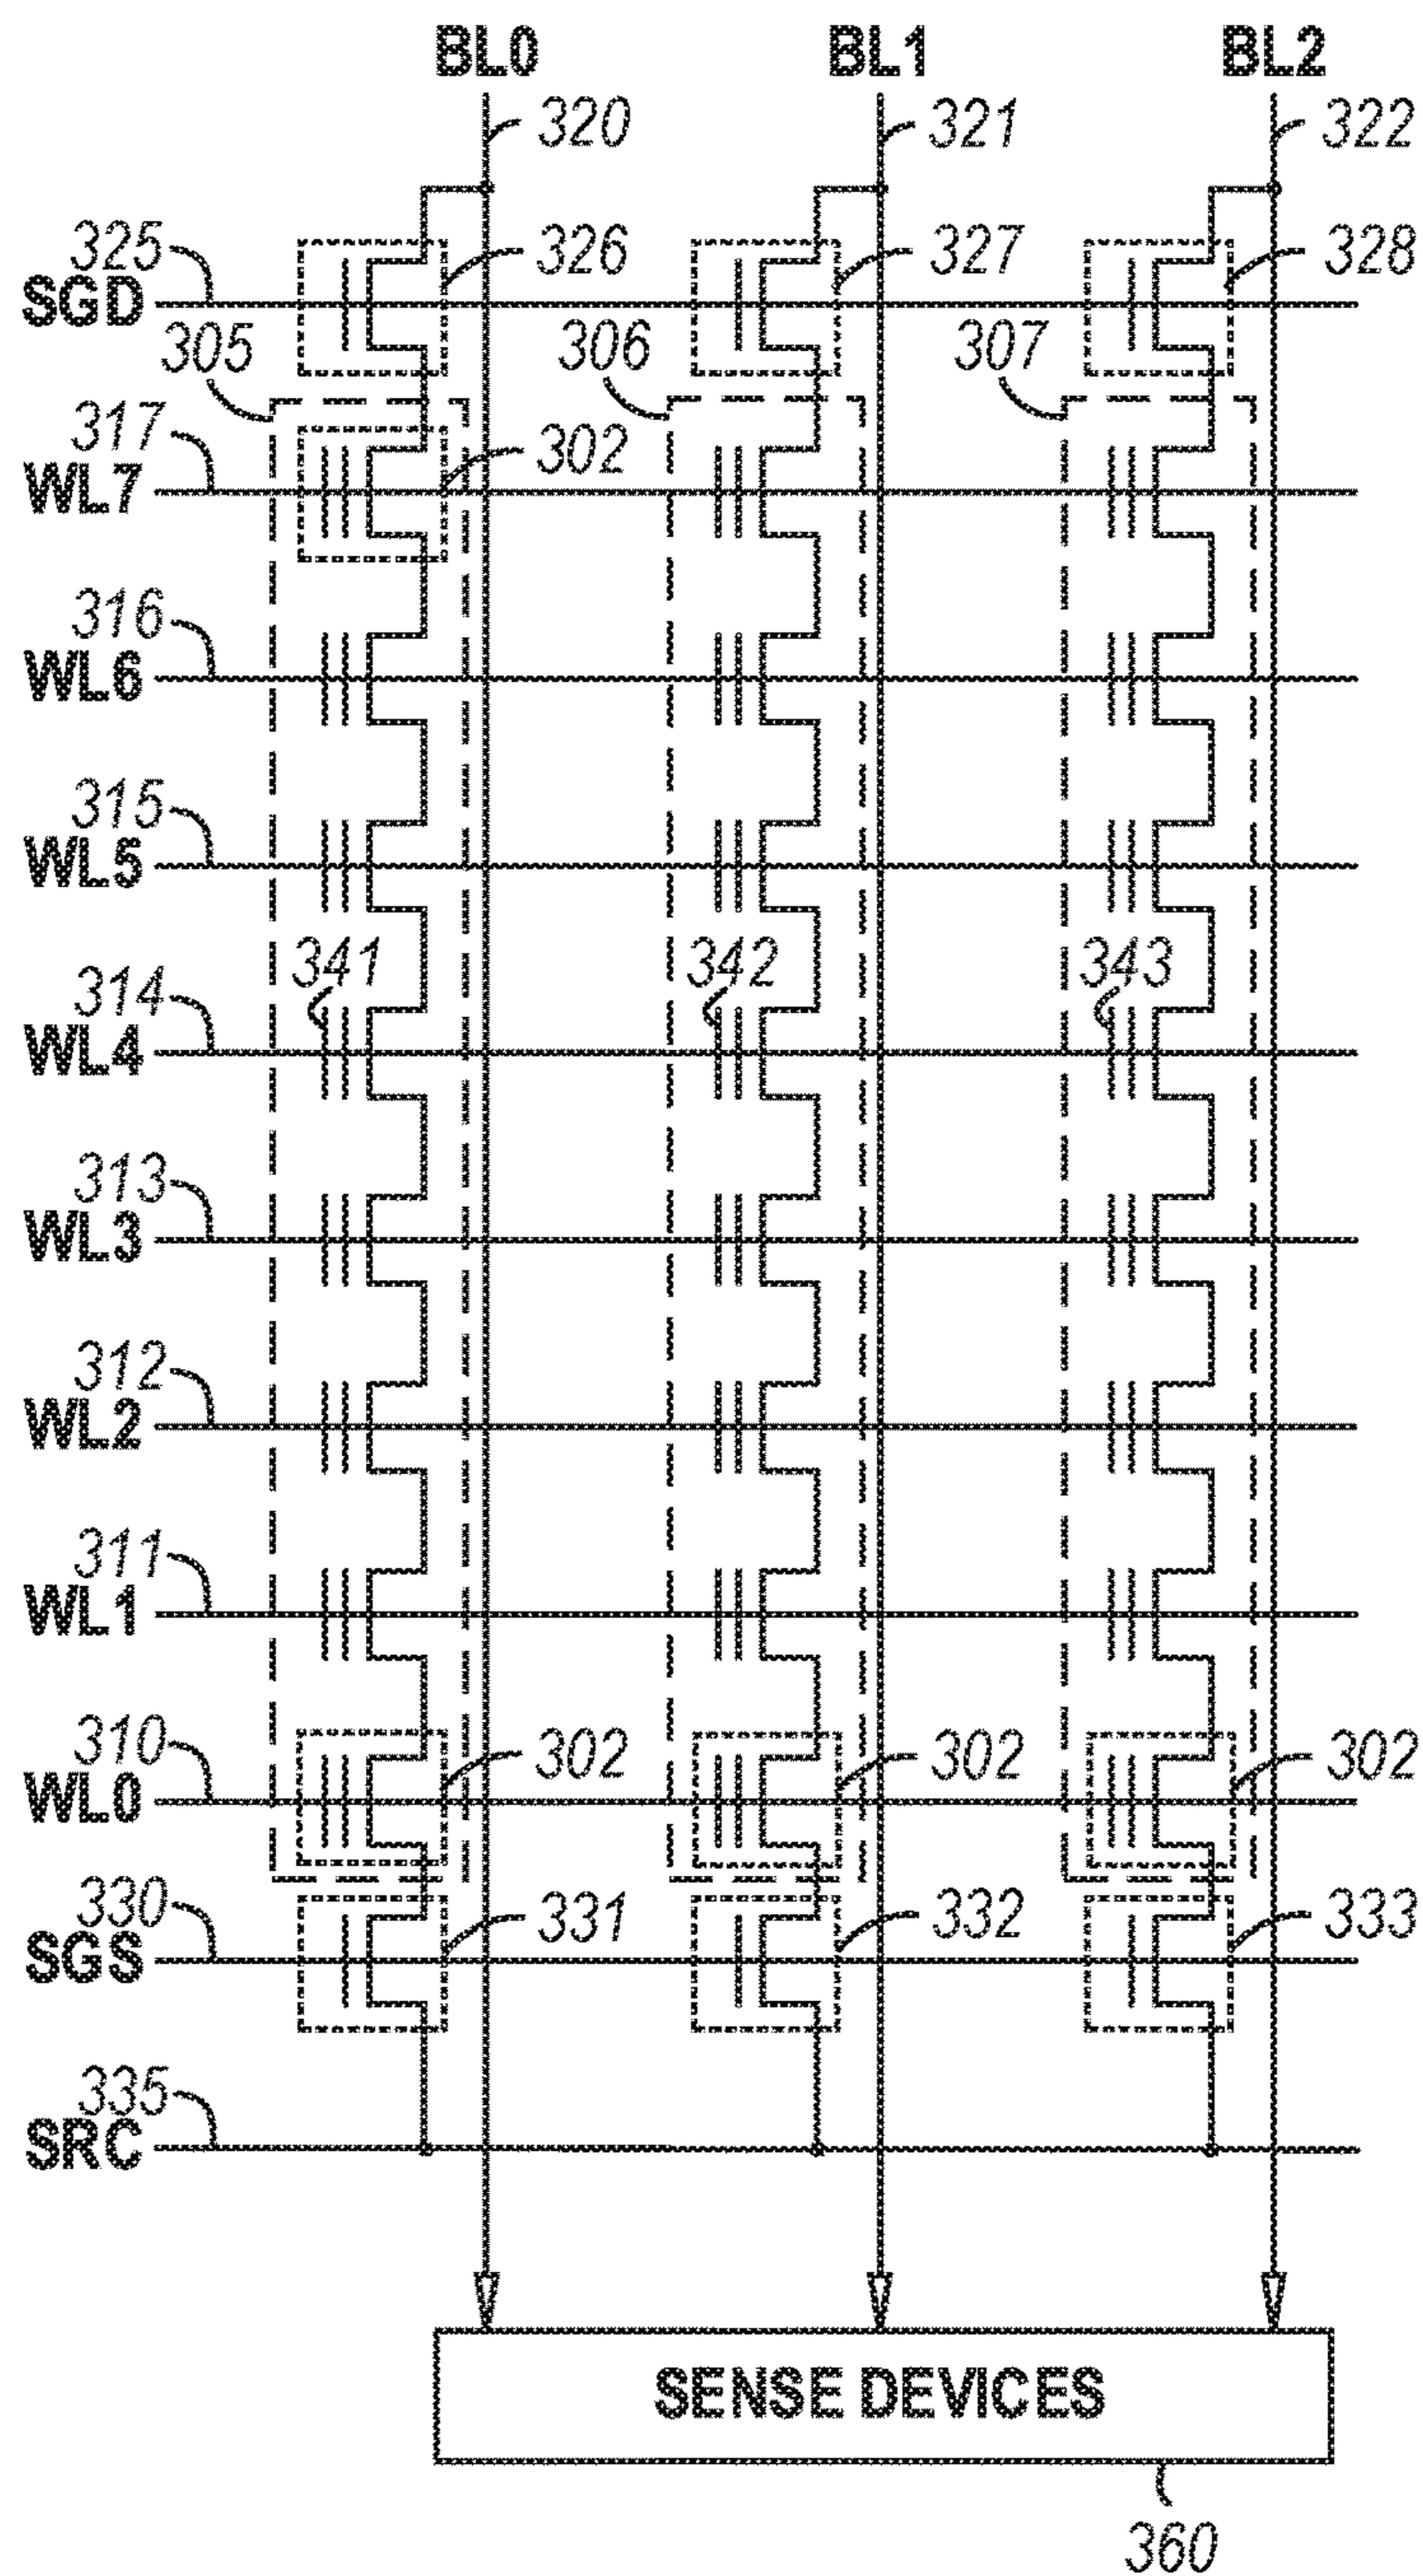 BL0 BL1 BL2
320 321 322
325 326 327 328
SGD
305 306 307
317 302
WL7
316
WL6
315
WL5
341 342 343
314
WL4
313
WL3
312
WL2
311
WL1
310 302 302 302
WL0
330 331 332 333
SGS
335
SRC
SENSE DEVICES
360